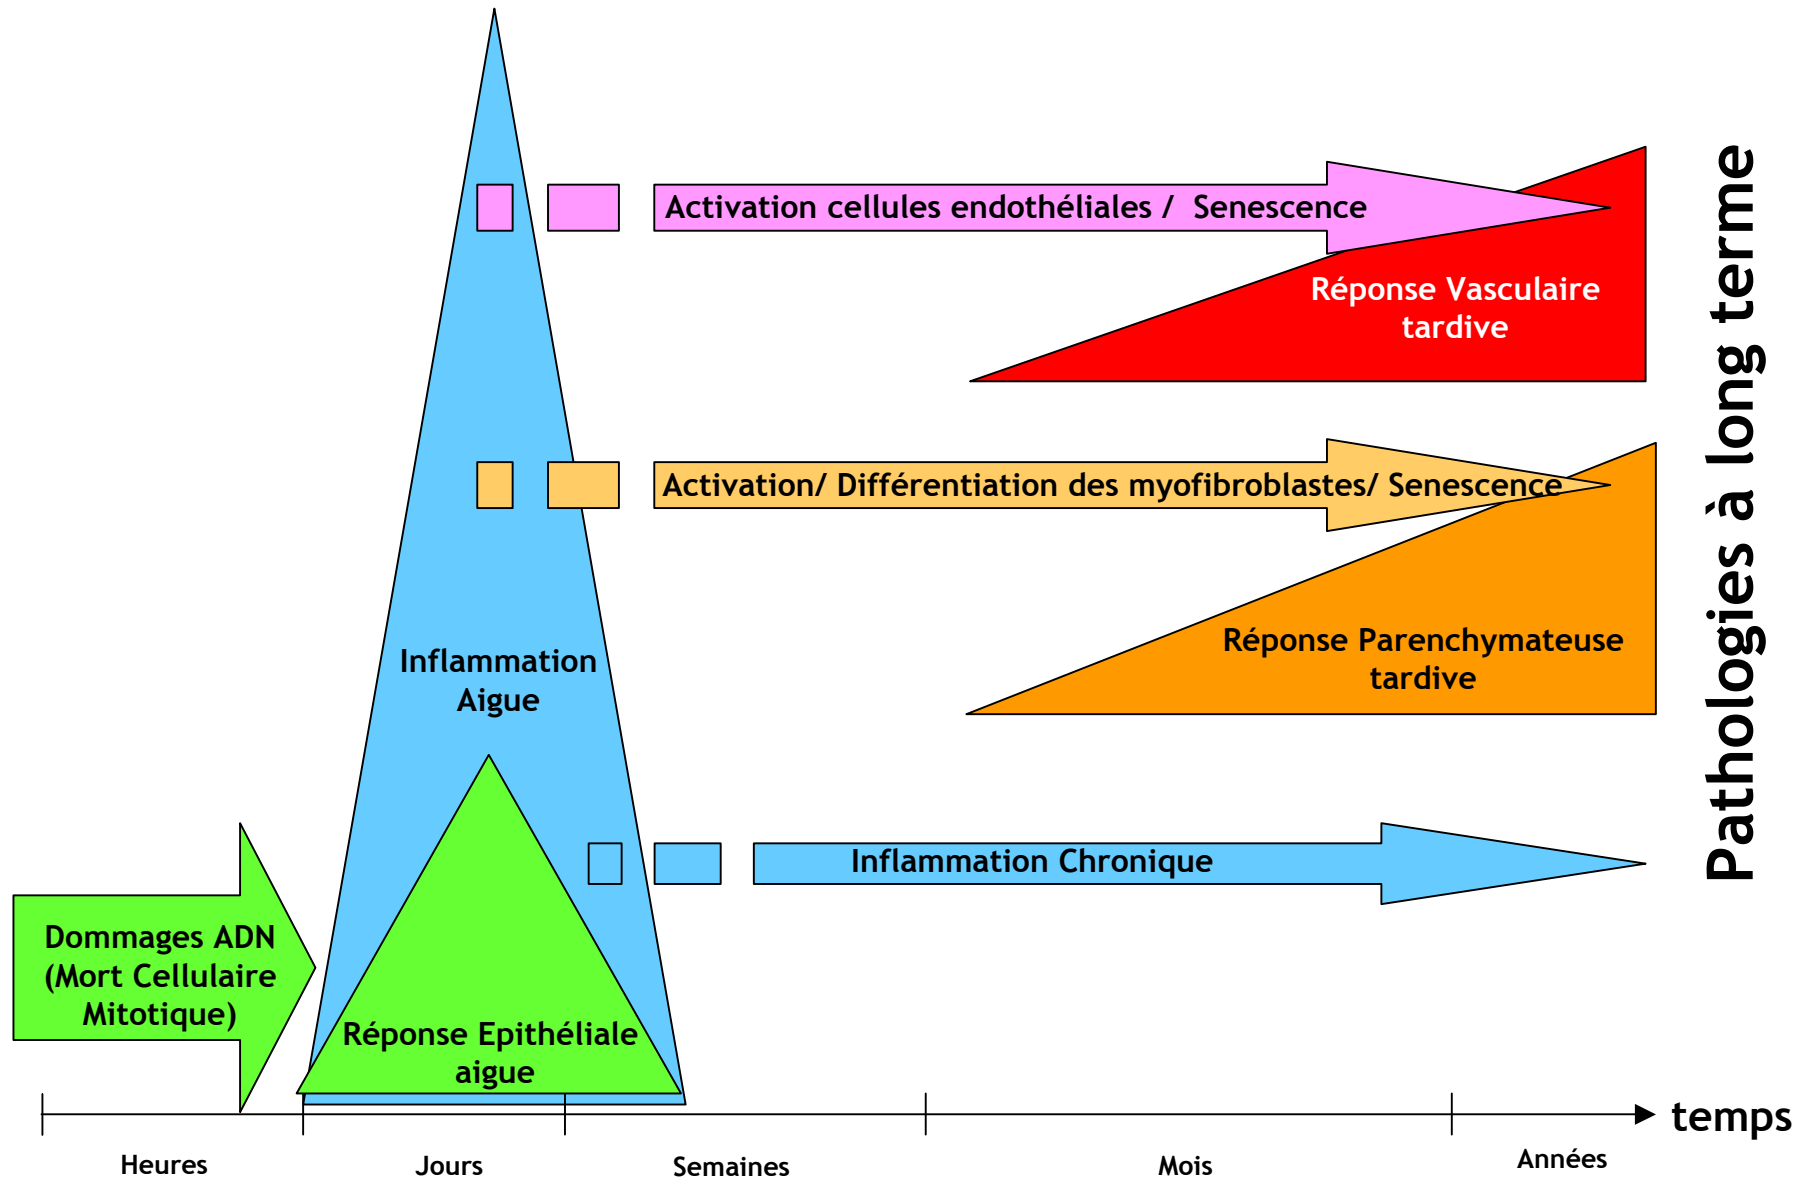 Activation cellules endothéliales /  Senescence
Réponse Vasculaire
tardive
Activation/ Différentiation des myofibroblastes/ Senescence
Inflammation
Aigue
Réponse Parenchymateuse
tardive
Inflammation Chronique
Dommages ADN
(Mort Cellulaire
Mitotique)
Réponse Epithéliale
aigue
Pathologies à long terme
temps
Heures
Jours
Semaines
Mois
Années